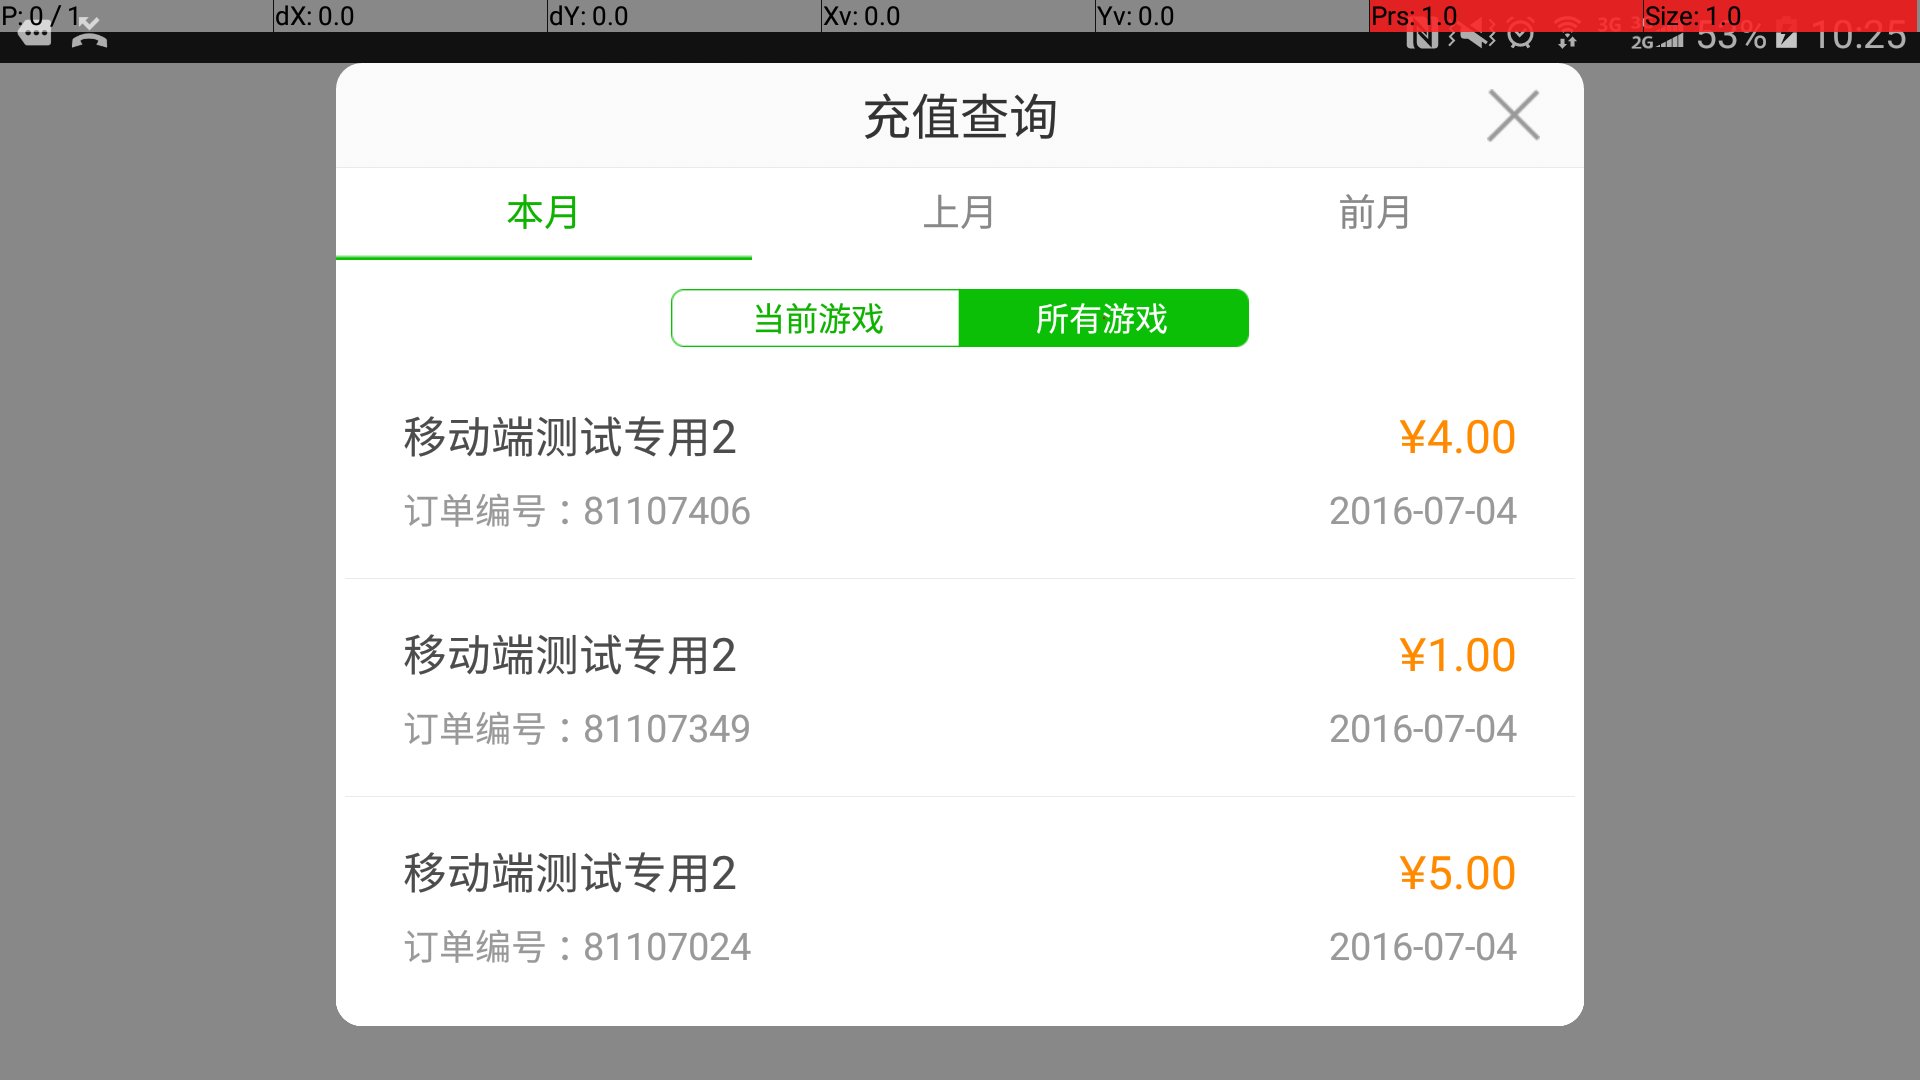 P: 0 / 1 dX: 0.0 dY: 0.0 Xv: 0.0 Yv: 0.0 Prs: 1.0 Size: 1.0
3G 3G 2G 53% 10:25
充值查询
本月 上月 前月
当前游戏 所有游戏
移动端测试专用2 ¥4.00
订单编号：81107406 2016-07-04
移动端测试专用2 ¥1.00
订单编号：81107349 2016-07-04
移动端测试专用2 ¥5.00
订单编号：81107024 2016-07-04